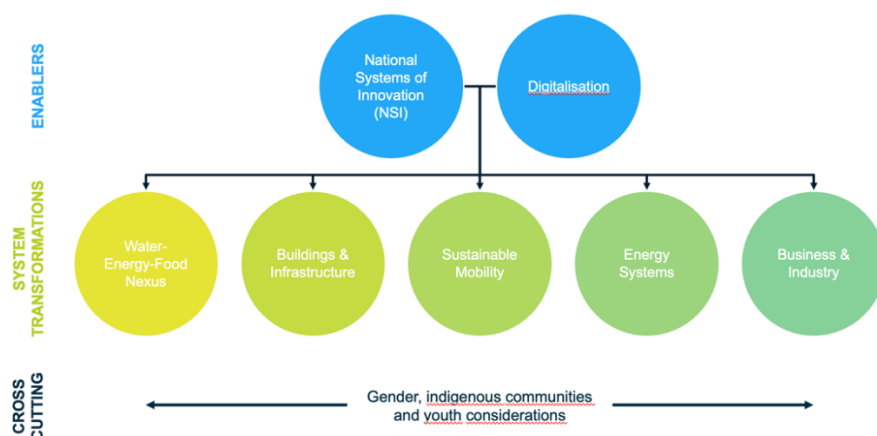 ENABLERS
National
Systems of
Innovation
(NSI)
Digitalisation
SYSTEM
TRANSFORMATIONS
Water-
Energy-Food
Nexus
Buildings &
Infrastructure
Sustainable
Mobility
Energy
Systems
Business &
Industry
CROSS
CUTTING
Gender, indigenous communities
and youth considerations